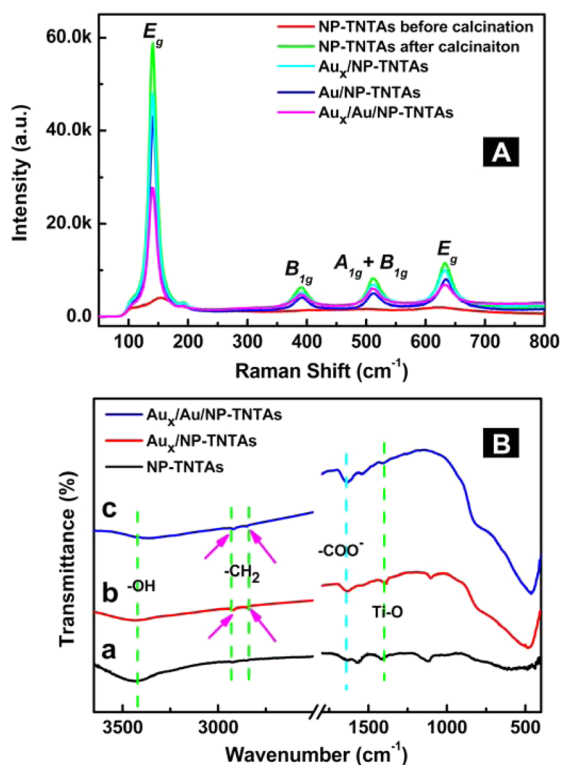 60.0k
40.0k
20.0k
0.0
Intensity (a.u.)
E_g
NP-TNTAs before calcination
NP-TNTAs after calcinaiton
Au_x/NP-TNTAs
Au/NP-TNTAs
Au_x/Au/NP-TNTAs
A
B_1g
A_1g + B_1g
E_g
100 200 300 400 500 600 700 800
Raman Shift (cm⁻¹)
Au_x/Au/NP-TNTAs
Au_x/NP-TNTAs
NP-TNTAs
B
Transmittance (%)
c
b
a
-OH
-CH₂
-COO⁻
Ti-O
3500 3000 1500 1000 500
Wavenumber (cm⁻¹)